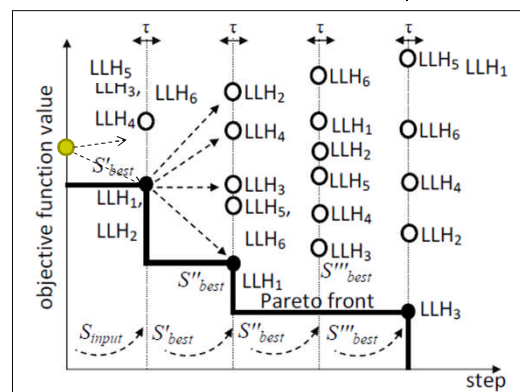 τ τ τ τ
LLH5
LLH3,
LLH6
LLH4
S'best
LLH1,
LLH2
LLH2
LLH4
LLH3
LLH5,
LLH6
S''best
LLH1
LLH6
LLH1
LLH2
LLH5
LLH4
LLH3
S'''best
Pareto front
LLH5
LLH1
LLH6
LLH4
LLH2
LLH3
Sinput
S'best
S''best
S'''best
objective function value
step